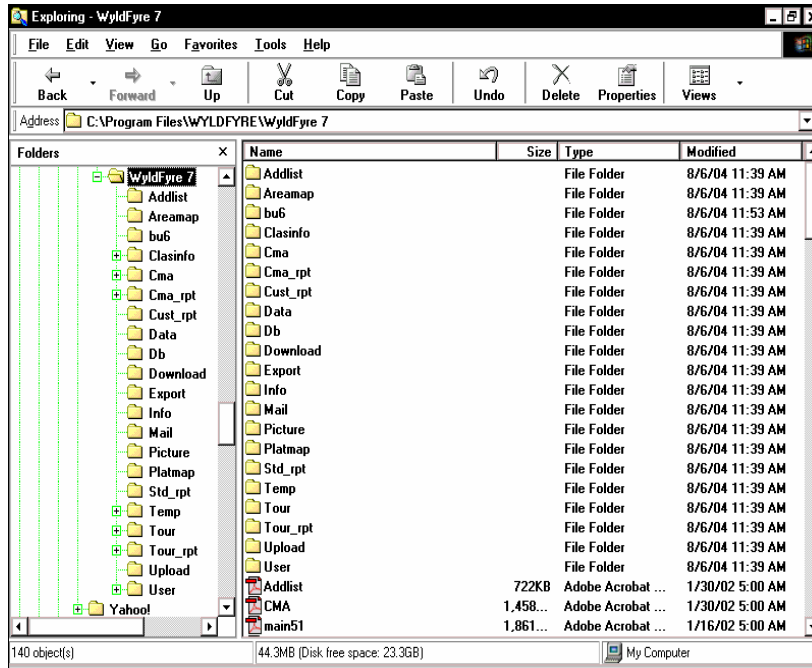 Exploring - WyldFyre 7
File Edit View Go Favorites Tools Help
Back Forward Up Cut Copy Paste Undo Delete Properties Views
Address C:\Program Files\WYLDFYRE\WyldFyre 7
Folders
WyldFyre 7
Addlist
Areamap
bu6
Clasinfo
Cma
Cma_rpt
Cust_rpt
Data
Db
Download
Export
Info
Mail
Picture
Platmap
Std_rpt
Temp
Tour
Tour_rpt
Upload
User
Yahoo!
Name Size Type Modified
Addlist File Folder 8/6/04 11:39 AM
Areamap File Folder 8/6/04 11:39 AM
bu6 File Folder 8/6/04 11:53 AM
Clasinfo File Folder 8/6/04 11:39 AM
Cma File Folder 8/6/04 11:39 AM
Cma_rpt File Folder 8/6/04 11:39 AM
Cust_rpt File Folder 8/6/04 11:39 AM
Data File Folder 8/6/04 11:39 AM
Db File Folder 8/6/04 11:39 AM
Download File Folder 8/6/04 11:39 AM
Export File Folder 8/6/04 11:39 AM
Info File Folder 8/6/04 11:39 AM
Mail File Folder 8/6/04 11:39 AM
Picture File Folder 8/6/04 11:39 AM
Platmap File Folder 8/6/04 11:39 AM
Std_rpt File Folder 8/6/04 11:39 AM
Temp File Folder 8/6/04 11:39 AM
Tour File Folder 8/6/04 11:39 AM
Tour_rpt File Folder 8/6/04 11:39 AM
Upload File Folder 8/6/04 11:39 AM
User File Folder 8/6/04 11:39 AM
Addlist 722KB Adobe Acrobat ... 1/30/02 5:00 AM
CMA 1,458... Adobe Acrobat ... 1/30/02 5:00 AM
main51 1,861... Adobe Acrobat ... 1/16/02 5:00 AM
140 object(s) 44.3MB (Disk free space: 23.3GB) My Computer